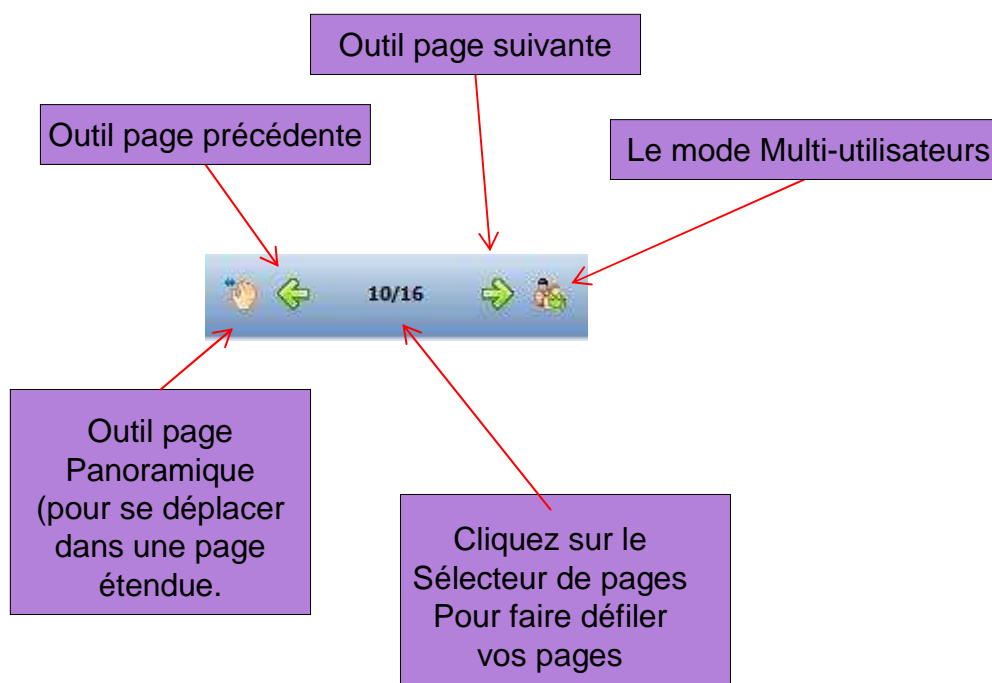 Outil page suivante
Outil page précédente
Le mode Multi-utilisateurs
10/16
Outil page
Panoramique
(pour se déplacer
dans une page
étendue.
Cliquez sur le
Sélecteur de pages
Pour faire défiler
vos pages